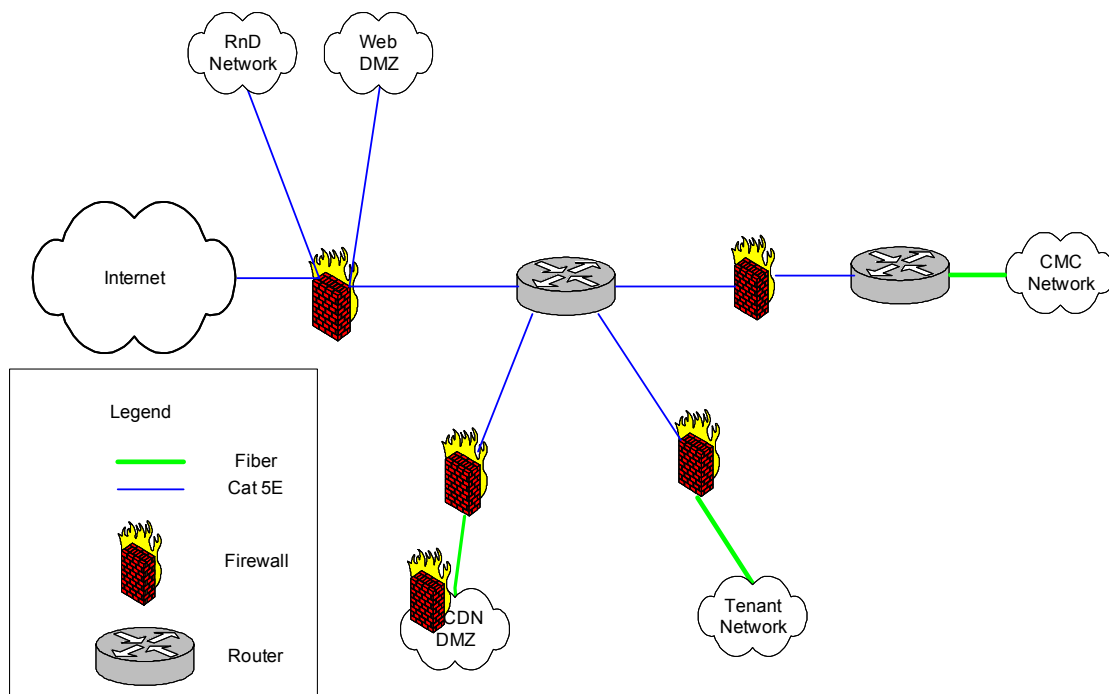 RnD
Network
Web
DMZ
Internet
CMC
Network
Legend
Fiber
Cat 5E
Firewall
Router
CDN
DMZ
Tenant
Network